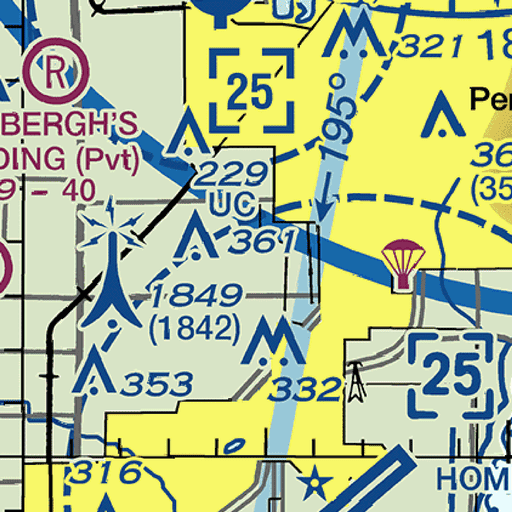 321
18
R
25
195°
BERGH'S
DING (Pvt)
9 – 40
Per
36
(35
229
UC
361
1849
(1842)
353
332
25
316
HOM